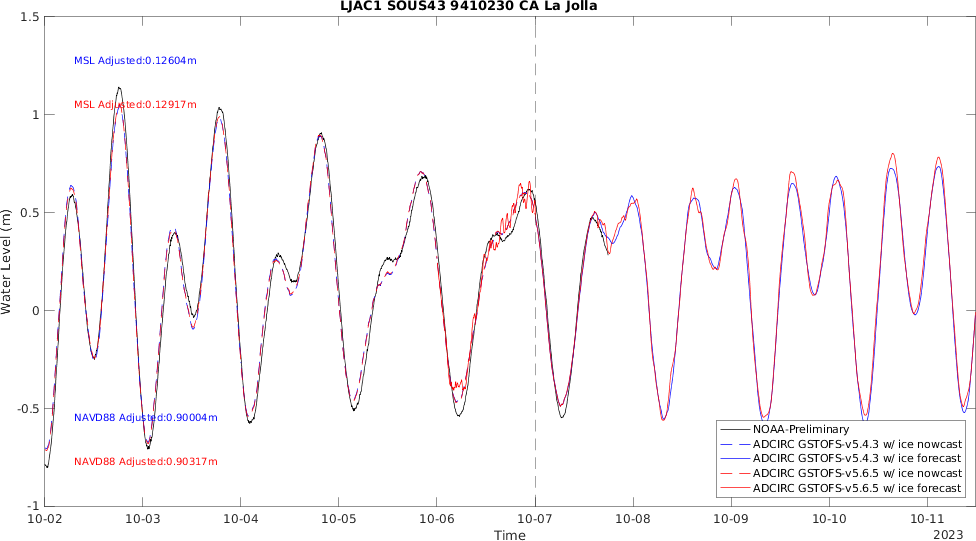 LJAC1 SOUS43 9410230 CA La Jolla
1.5
MSL Adjusted:0.12604m
MSL Adjusted:0.12917m
1
0.5
Water Level (m)
0
-0.5
NAVD88 Adjusted:0.90004m
NAVD88 Adjusted:0.90317m
-1
NOAA-Preliminary
ADCIRC GSTOFS-v5.4.3 w/ ice nowcast
ADCIRC GSTOFS-v5.4.3 w/ ice forecast
ADCIRC GSTOFS-v5.6.5 w/ ice nowcast
ADCIRC GSTOFS-v5.6.5 w/ ice forecast
10-02 10-03 10-04 10-05 10-06 10-07 10-08 10-09 10-10 10-11
Time
2023